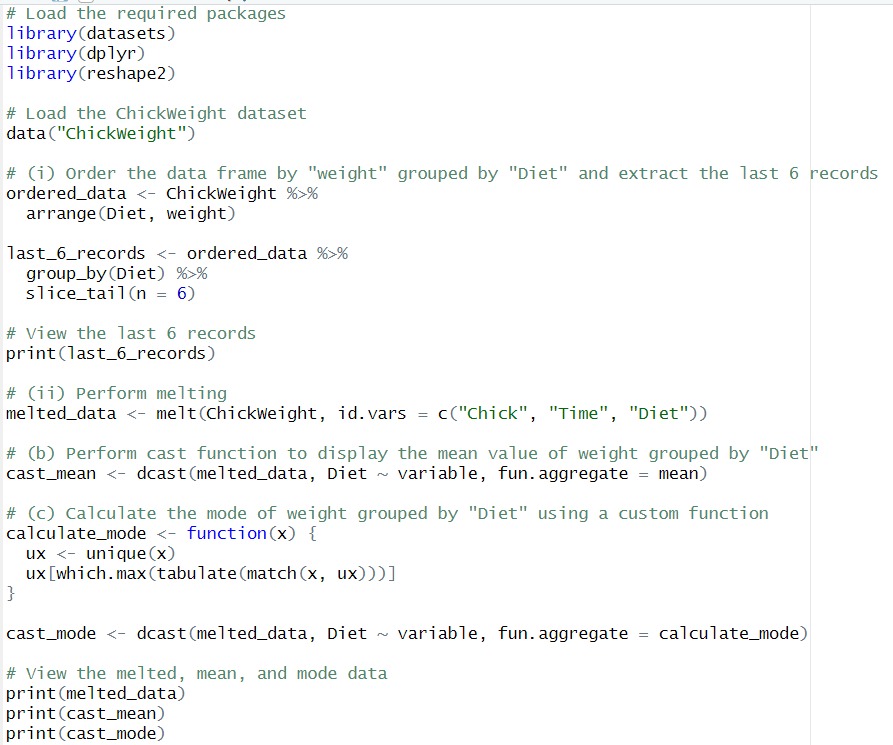 # Load the required packages
library(datasets)
library(dplyr)
library(reshape2)
# Load the ChickWeight dataset
data("ChickWeight")
# (i) Order the data frame by "weight" grouped by "Diet" and extract the last 6 records
ordered_data <- ChickWeight %>%
  arrange(Diet, weight)
last_6_records <- ordered_data %>%
  group_by(Diet) %>%
  slice_tail(n = 6)
# View the last 6 records
print(last_6_records)
# (ii) Perform melting
melted_data <- melt(ChickWeight, id.vars = c("Chick", "Time", "Diet"))
# (b) Perform cast function to display the mean value of weight grouped by "Diet"
cast_mean <- dcast(melted_data, Diet ~ variable, fun.aggregate = mean)
# (c) Calculate the mode of weight grouped by "Diet" using a custom function
calculate_mode <- function(x) {
  ux <- unique(x)
  ux[which.max(tabulate(match(x, ux)))]
}
cast_mode <- dcast(melted_data, Diet ~ variable, fun.aggregate = calculate_mode)
# View the melted, mean, and mode data
print(melted_data)
print(cast_mean)
print(cast_mode)